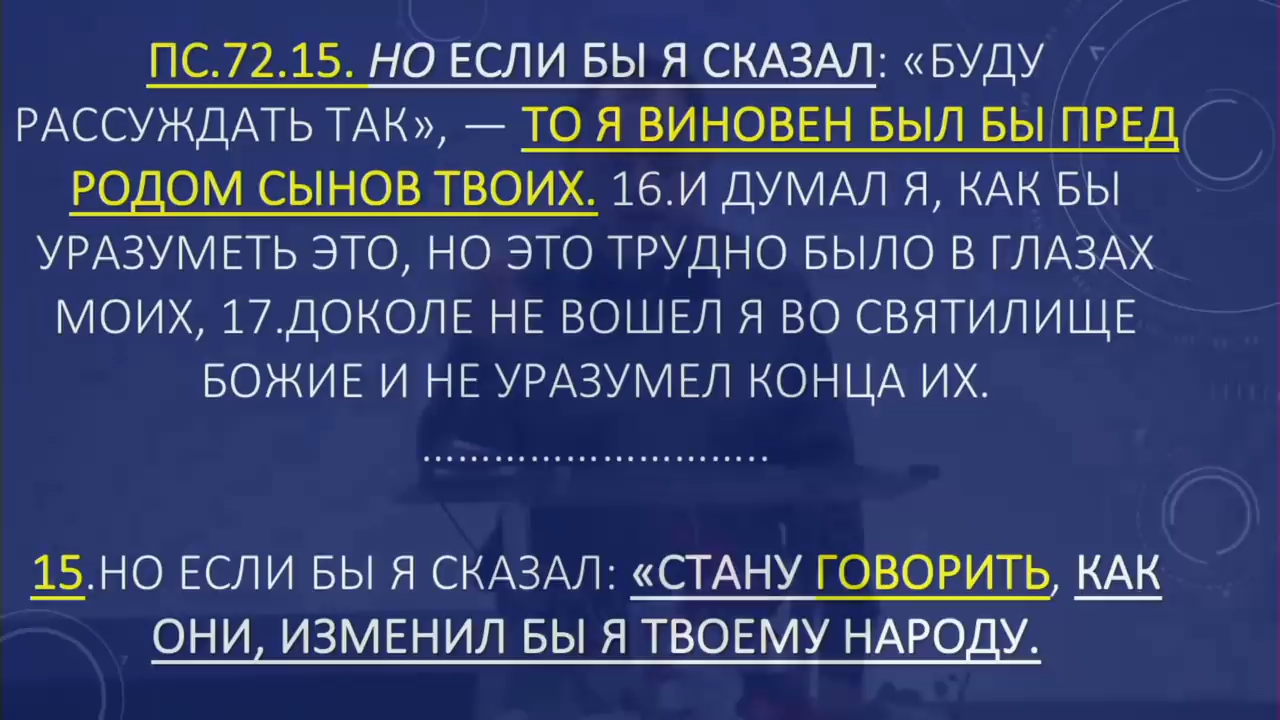 ПС.72.15. НО ЕСЛИ БЫ Я СКАЗАЛ: «БУДУ
РАССУЖДАТЬ ТАК», — ТО Я ВИНОВЕН БЫЛ БЫ ПРЕД
РОДОМ СЫНОВ ТВОИХ. 16.И ДУМАЛ Я, КАК БЫ
УРАЗУМЕТЬ ЭТО, НО ЭТО ТРУДНО БЫЛО В ГЛАЗАХ
МОИХ, 17.ДОКОЛЕ НЕ ВОШЕЛ Я ВО СВЯТИЛИЩЕ
БОЖИЕ И НЕ УРАЗУМЕЛ КОНЦА ИХ.
………………………..
15.НО ЕСЛИ БЫ Я СКАЗАЛ: «СТАНУ ГОВОРИТЬ, КАК
ОНИ, ИЗМЕНИЛ БЫ Я ТВОЕМУ НАРОДУ.